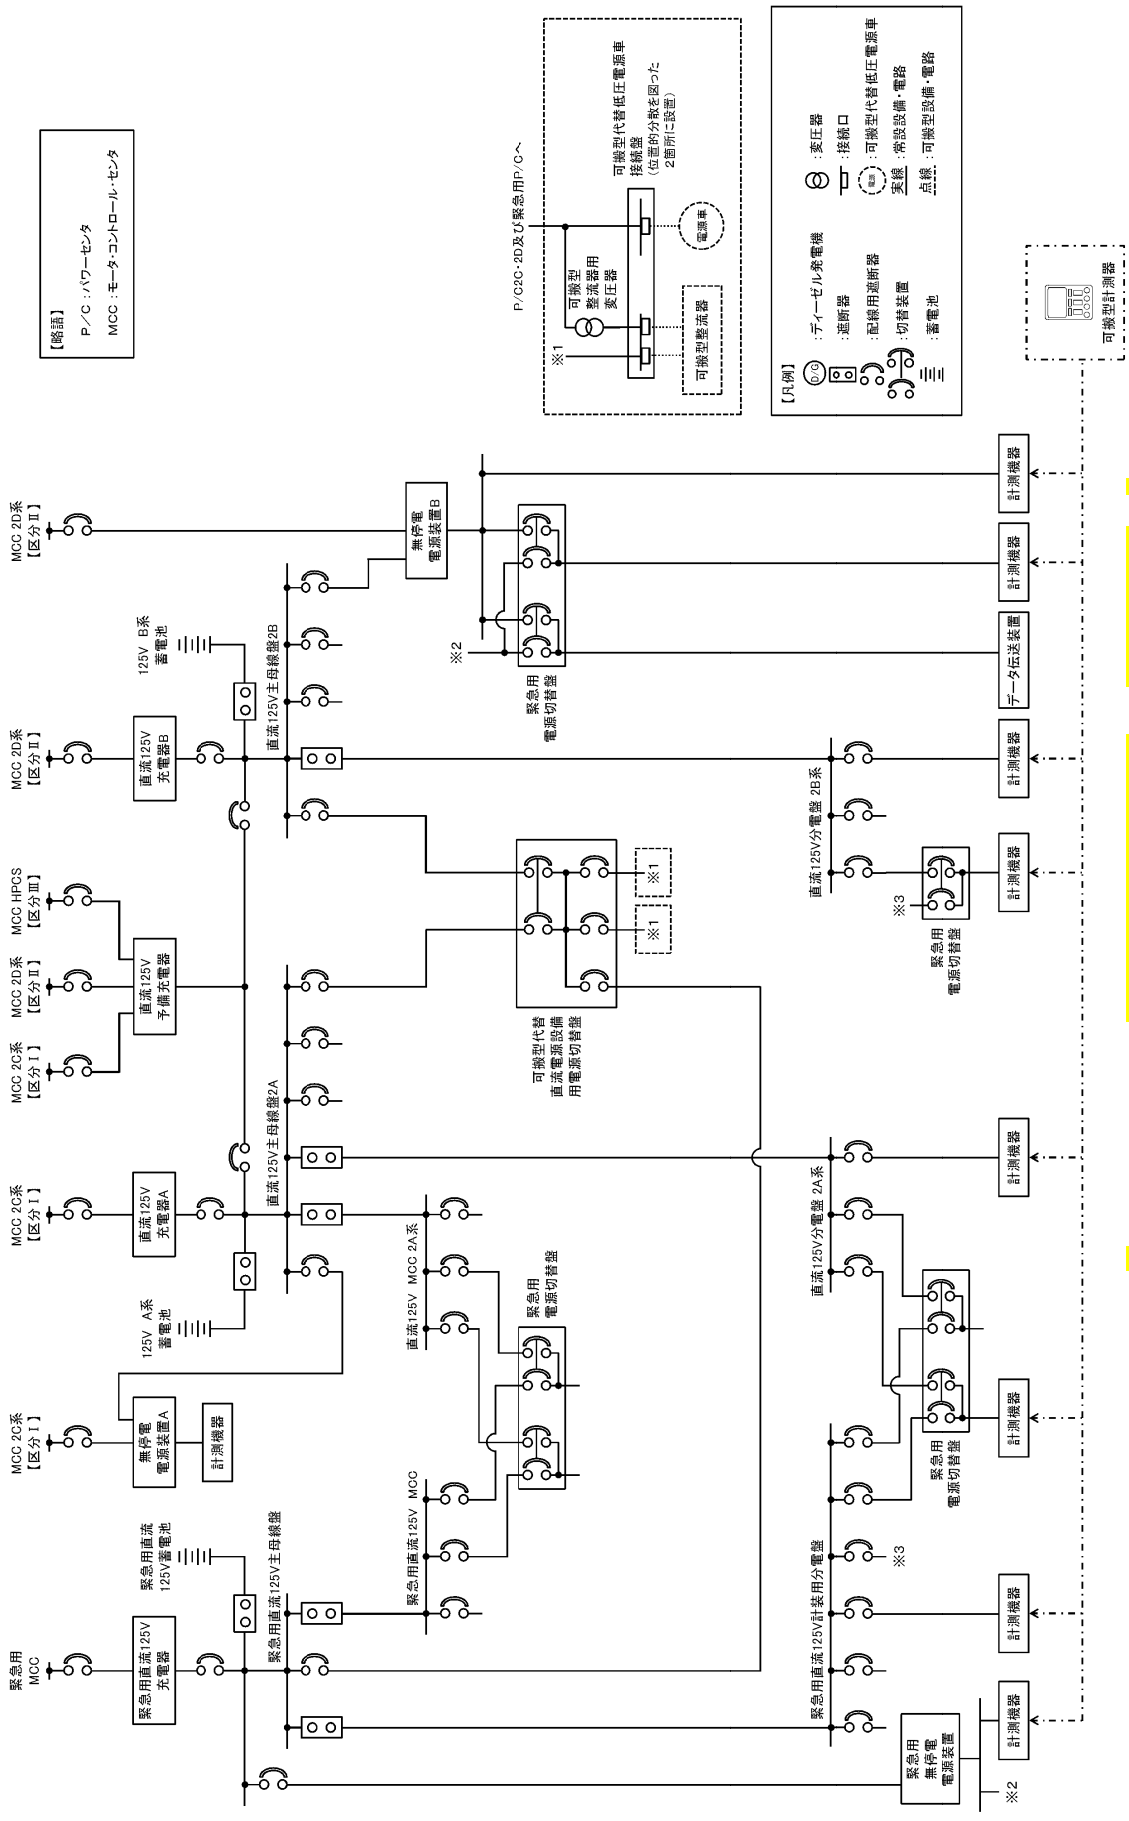 【略語】
P/C :パワーセンタ
MCC :モータ・コントロール・センタ
P/C2C・2D及び緊急用P/Cへ
可搬型代替低圧電源車
接続盤
(位置的分散を図った
2箇所に設置)
可搬型
整流器用
変圧器
※1
電源車
可搬型整流器
【凡例】
D/G
:ディーゼル発電機
:遮断器
:配線用遮断器
:切替装置
:蓄電池
:変圧器
:接続口
電源
:可搬型代替低圧電源車
実線
:常設設備・電路
点線
:可搬型設備・電路
可搬型計測器
緊急用
MCC
MCC 2C系
【区分Ⅰ】
MCC 2C系
【区分Ⅰ】
MCC 2C系
【区分Ⅰ】
MCC 2D系
【区分Ⅱ】
MCC HPCS
【区分Ⅲ】
MCC 2D系
【区分Ⅱ】
MCC 2D系
【区分Ⅱ】
緊急用直流125V
充電器
緊急用直流
125V蓄電池
無停電
電源装置A
計測機器
125V A系
蓄電池
直流125V
充電器A
直流125V
予備充電器
直流125V
充電器B
125V B系
蓄電池
緊急用直流125V主母線盤
直流125V主母線盤2A
直流125V主母線盤2B
無停電
電源装置B
緊急用直流125V MCC
直流125V MCC 2A系
緊急用
電源切替盤
可搬型代替
直流電源設備
用電源切替盤
※1
※1
※2
緊急用
電源切替盤
緊急用直流125V計装用分電盤
直流125V分電盤 2A系
直流125V分電盤 2B系
※3
緊急用
電源切替盤
※3
緊急用
電源切替盤
緊急用
無停電
電源装置
※2
計測機器
計測機器
計測機器
計測機器
計測機器
計測機器
データ伝送装置
計測機器
計測機器